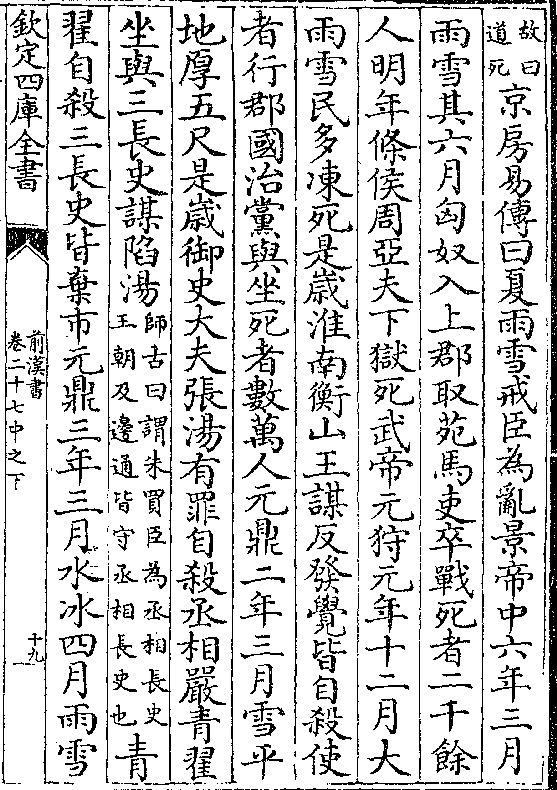 故曰
道死
京房易傳曰夏雨雪戒臣為亂景帝中六年三月
雨雪其六月匈奴入上郡取苑馬吏卒戰死者二千餘
人明年條侯周亞夫下獄死武帝元狩元年十二月大
雨雪民多凍死是歲淮南衡山王謀反發覺皆自殺使
者行郡國治黨與坐死者數萬人元鼎二年三月雪平
地厚五尺是歲御史大夫張湯有罪自殺丞相嚴青翟
坐與三長史謀陷湯
師古曰謂朱買臣為丞相長史
王朝及邊通皆守丞相長史也
青
翟自殺三長史皆棄市元鼎三年三月水冰四月雨雪
欽定四庫全書
前漢書
卷二十七中之下
十九